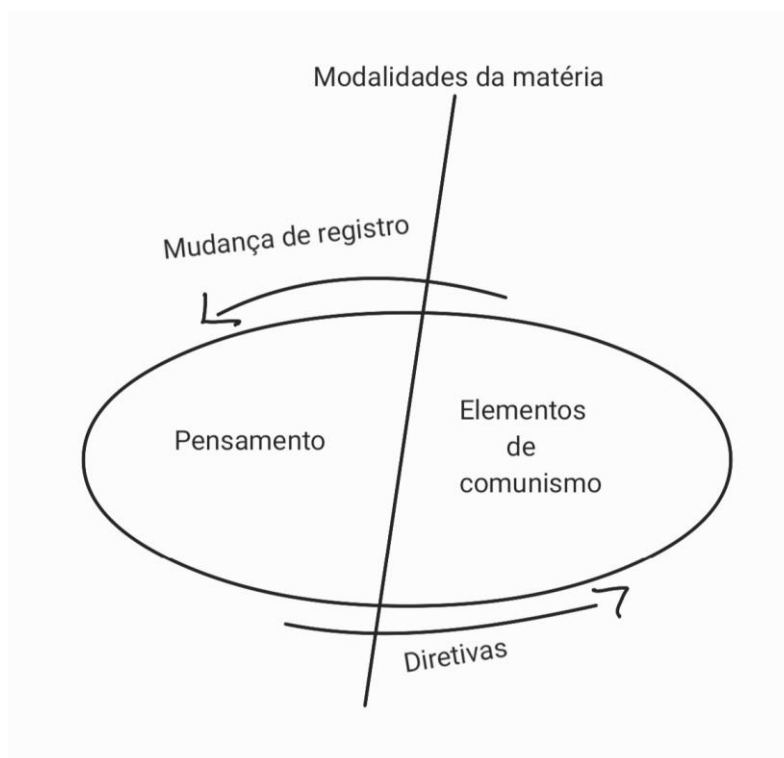 Modalidades da matéria
Mudança de registro
Pensamento
Elementos
de
comunismo
Diretivas